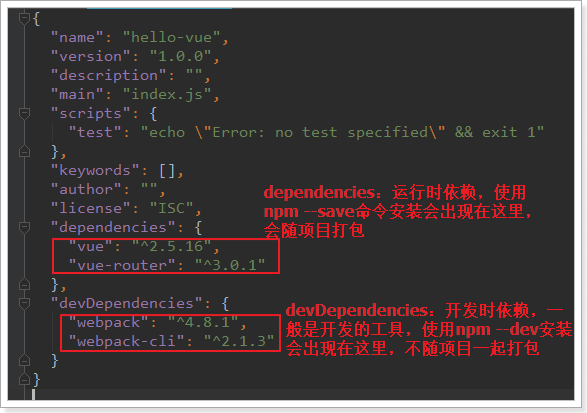 {
"name": "hello-vue",
"version": "1.0.0",
"description": "",
"main": "index.js",
"scripts": {
"test": "echo \"Error: no test specified\" && exit 1"
},
"keywords": [],
"author": "",
"license": "ISC",
"dependencies": {
"vue": "^2.5.16",
"vue-router": "^3.0.1"
},
"devDependencies": {
"webpack": "^4.8.1",
"webpack-cli": "^2.1.3"
}
}
dependencies：运行时依赖，使用
npm --save命令安装会出现在这里，
会随项目打包
devDependencies：开发时依赖，一
般是开发的工具，使用npm --dev安装
会出现在这里，不随项目一起打包